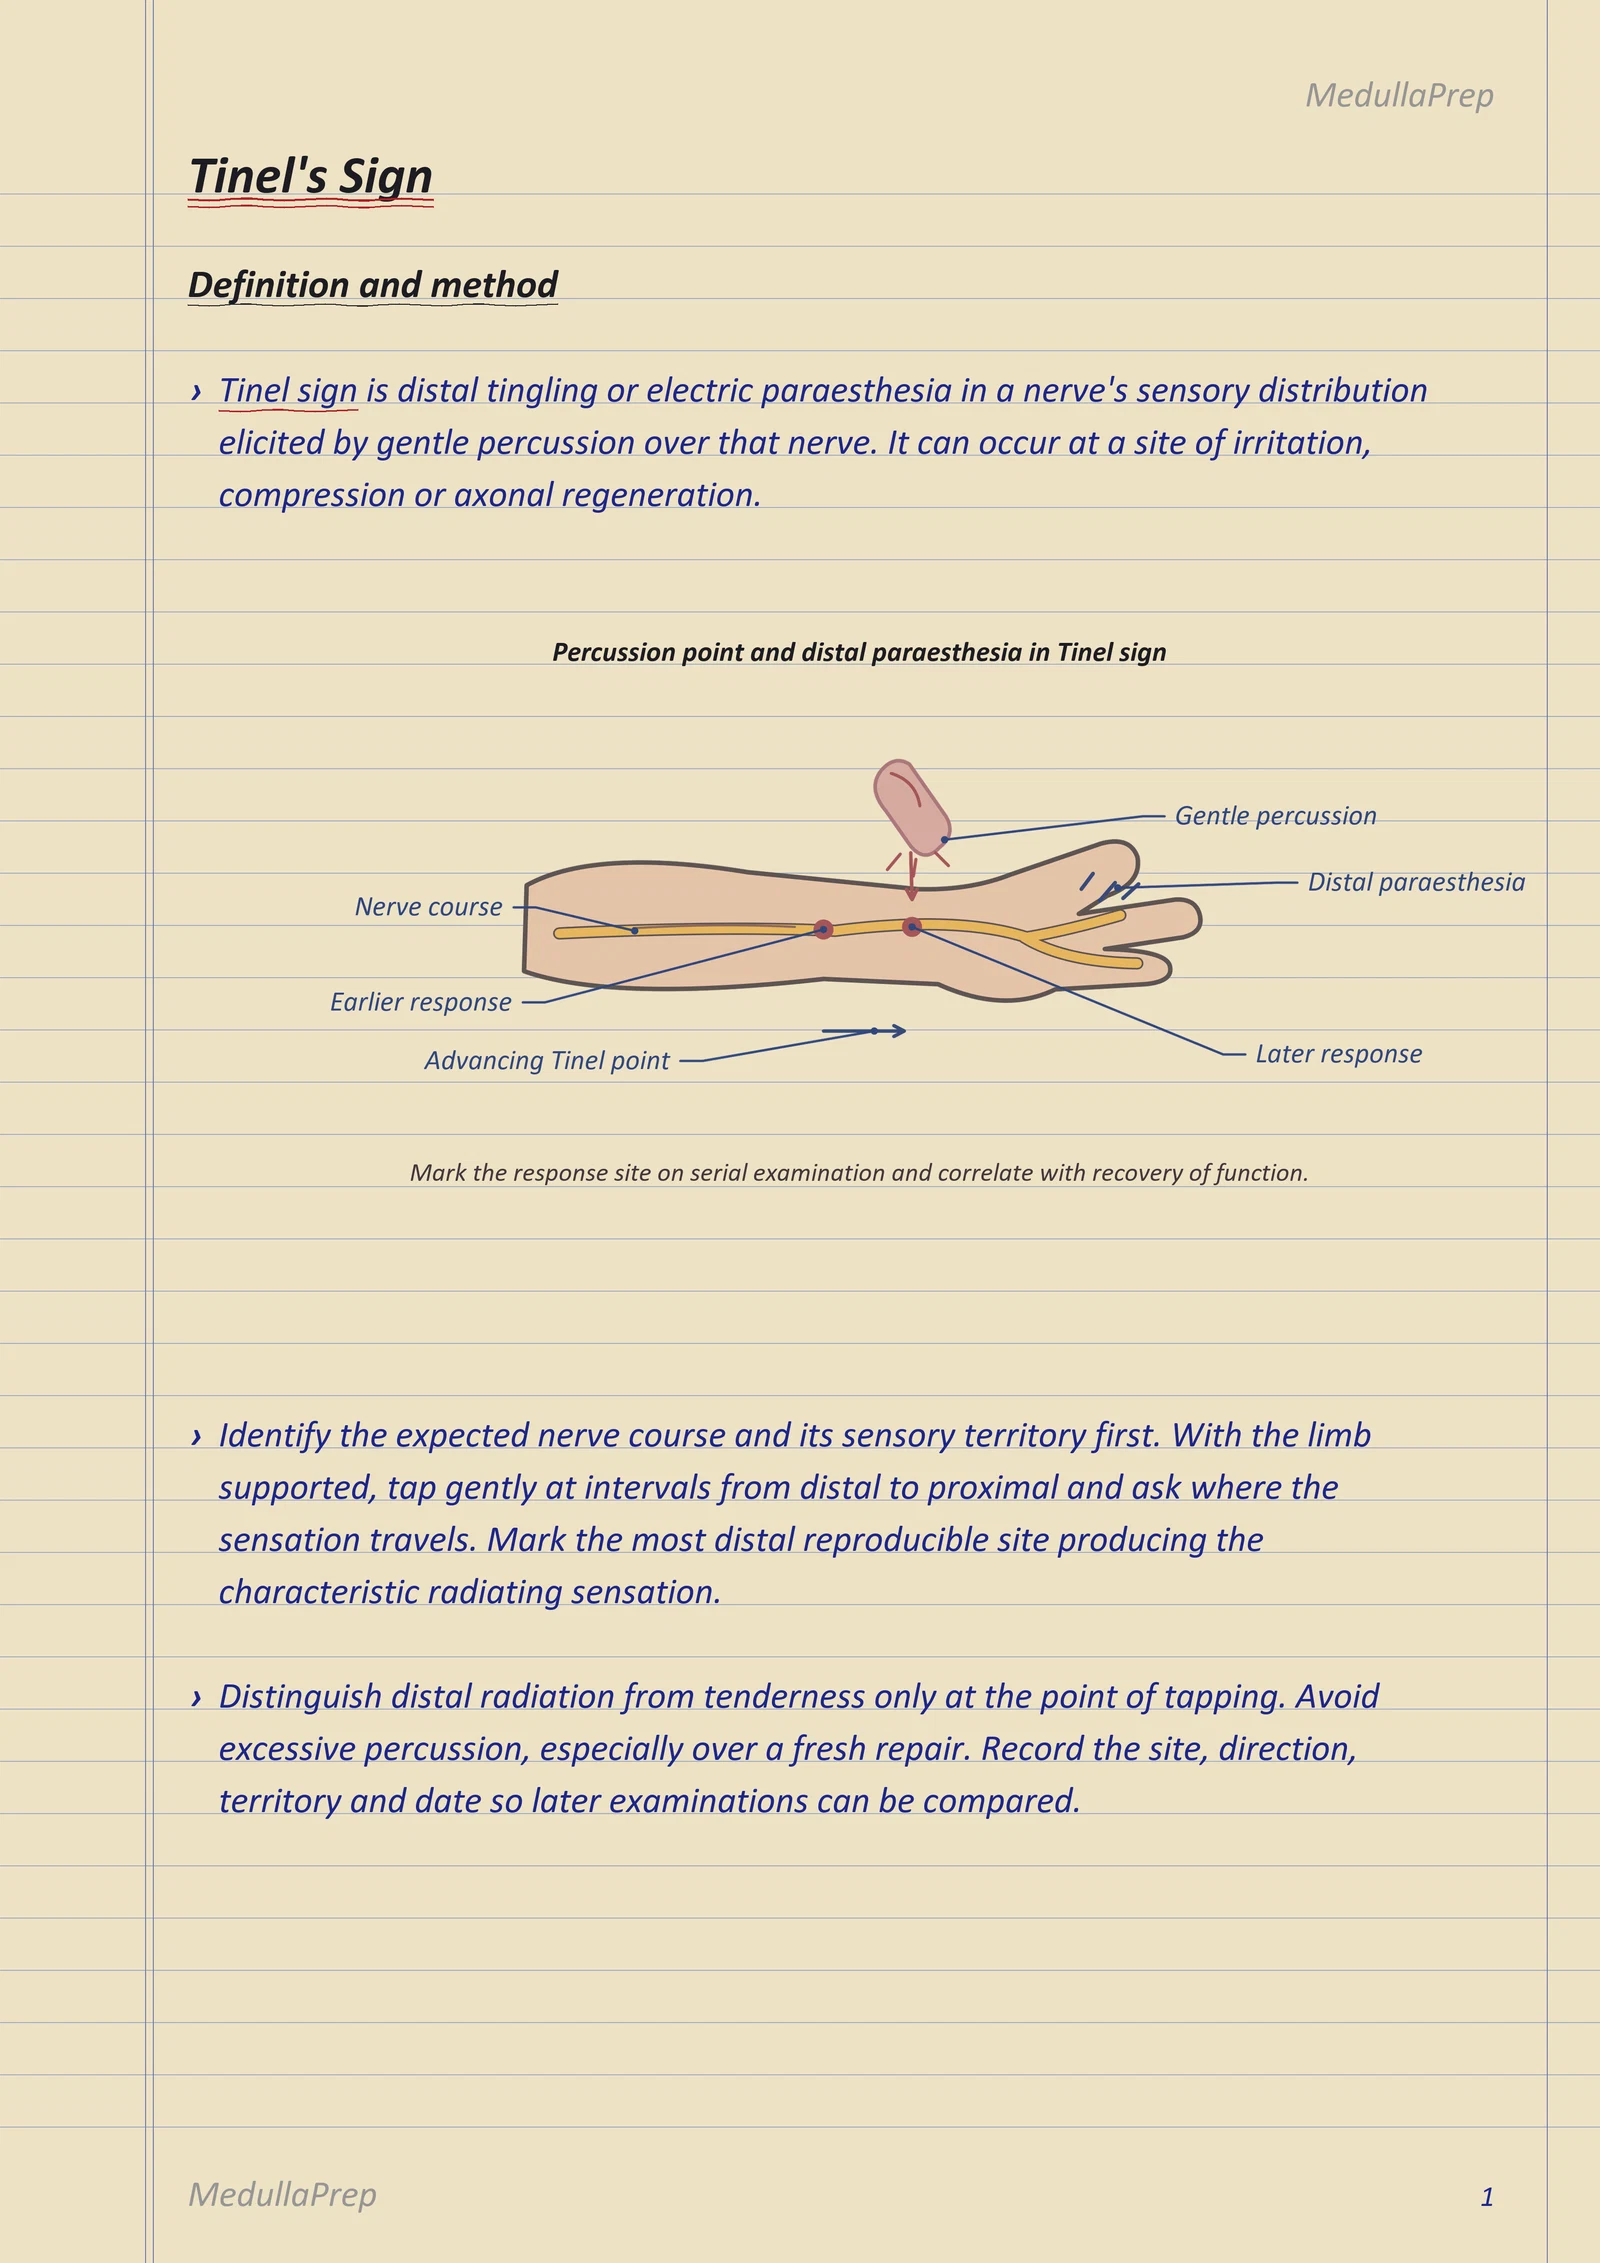 MedullaPrep
Tinel's Sign
Definition and method
› Tinel sign is distal tingling or electric paraesthesia in a nerve's sensory distribution
elicited by gentle percussion over that nerve. It can occur at a site of irritation,
compression or axonal regeneration.
Percussion point and distal paraesthesia in Tinel sign
Gentle percussion
Distal paraesthesia
Nerve course
Earlier response
Advancing Tinel point
Later response
Mark the response site on serial examination and correlate with recovery of function.
› Identify the expected nerve course and its sensory territory first. With the limb
supported, tap gently at intervals from distal to proximal and ask where the
sensation travels. Mark the most distal reproducible site producing the
characteristic radiating sensation.
› Distinguish distal radiation from tenderness only at the point of tapping. Avoid
excessive percussion, especially over a fresh repair. Record the site, direction,
territory and date so later examinations can be compared.
MedullaPrep
1